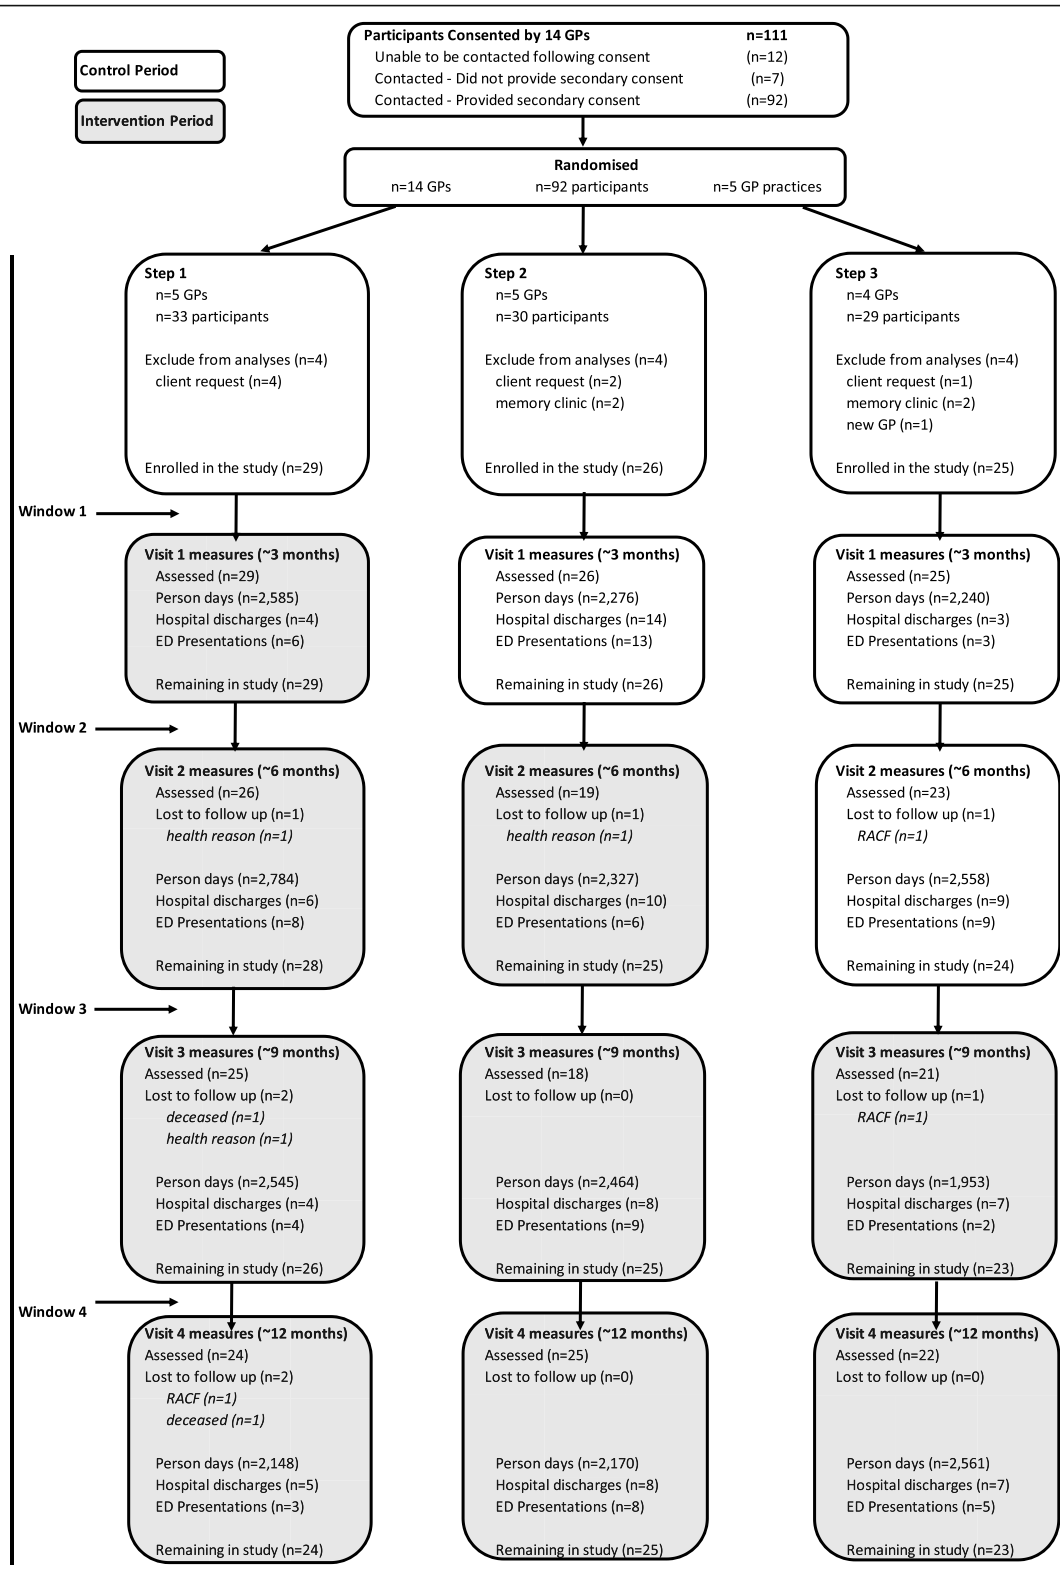 Control Period
Intervention Period
Participants Consented by 14 GPs n=111
Unable to be contacted following consent (n=12)
Contacted - Did not provide secondary consent (n=7)
Contacted - Provided secondary consent (n=92)
Randomised
n=14 GPs n=92 participants n=5 GP practices
Step 1
n=5 GPs
n=33 participants
Exclude from analyses (n=4)
client request (n=4)
Enrolled in the study (n=29)
Step 2
n=5 GPs
n=30 participants
Exclude from analyses (n=4)
client request (n=2)
memory clinic (n=2)
Enrolled in the study (n=26)
Step 3
n=4 GPs
n=29 participants
Exclude from analyses (n=4)
client request (n=1)
memory clinic (n=2)
new GP (n=1)
Enrolled in the study (n=25)
Window 1
Visit 1 measures (~3 months)
Assessed (n=29)
Person days (n=2,585)
Hospital discharges (n=4)
ED Presentations (n=6)
Remaining in study (n=29)
Visit 1 measures (~3 months)
Assessed (n=26)
Person days (n=2,276)
Hospital discharges (n=14)
ED Presentations (n=13)
Remaining in study (n=26)
Visit 1 measures (~3 months)
Assessed (n=25)
Person days (n=2,240)
Hospital discharges (n=3)
ED Presentations (n=3)
Remaining in study (n=25)
Window 2
Visit 2 measures (~6 months)
Assessed (n=26)
Lost to follow up (n=1)
health reason (n=1)
Person days (n=2,784)
Hospital discharges (n=6)
ED Presentations (n=8)
Remaining in study (n=28)
Visit 2 measures (~6 months)
Assessed (n=19)
Lost to follow up (n=1)
health reason (n=1)
Person days (n=2,327)
Hospital discharges (n=10)
ED Presentations (n=6)
Remaining in study (n=25)
Visit 2 measures (~6 months)
Assessed (n=23)
Lost to follow up (n=1)
RACF (n=1)
Person days (n=2,558)
Hospital discharges (n=9)
ED Presentations (n=9)
Remaining in study (n=24)
Window 3
Visit 3 measures (~9 months)
Assessed (n=25)
Lost to follow up (n=2)
deceased (n=1)
health reason (n=1)
Person days (n=2,545)
Hospital discharges (n=4)
ED Presentations (n=4)
Remaining in study (n=26)
Visit 3 measures (~9 months)
Assessed (n=18)
Lost to follow up (n=0)
Person days (n=2,464)
Hospital discharges (n=8)
ED Presentations (n=9)
Remaining in study (n=25)
Visit 3 measures (~9 months)
Assessed (n=21)
Lost to follow up (n=1)
RACF (n=1)
Person days (n=1,953)
Hospital discharges (n=7)
ED Presentations (n=2)
Remaining in study (n=23)
Window 4
Visit 4 measures (~12 months)
Assessed (n=24)
Lost to follow up (n=2)
RACF (n=1)
deceased (n=1)
Person days (n=2,148)
Hospital discharges (n=5)
ED Presentations (n=3)
Remaining in study (n=24)
Visit 4 measures (~12 months)
Assessed (n=25)
Lost to follow up (n=0)
Person days (n=2,170)
Hospital discharges (n=8)
ED Presentations (n=8)
Remaining in study (n=25)
Visit 4 measures (~12 months)
Assessed (n=22)
Lost to follow up (n=0)
Person days (n=2,561)
Hospital discharges (n=7)
ED Presentations (n=5)
Remaining in study (n=23)